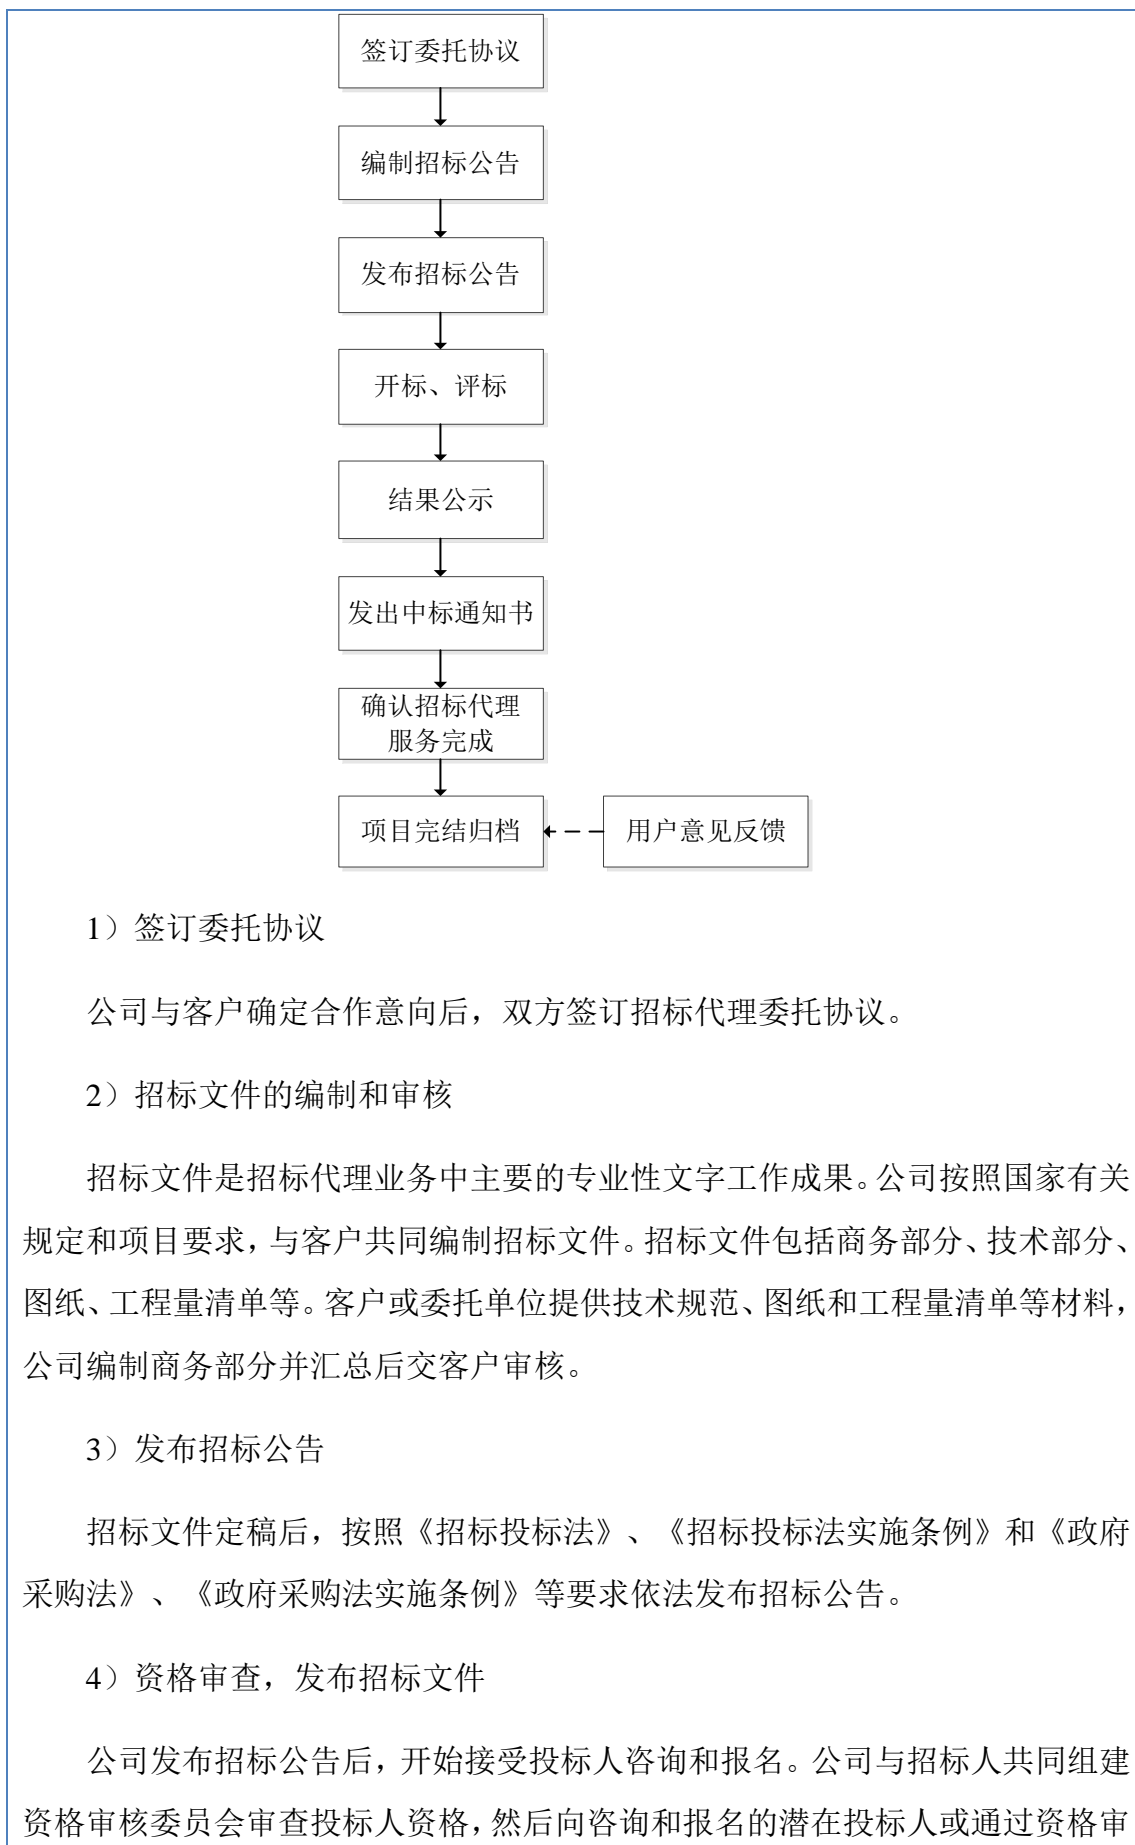 签订委托协议
编制招标公告
发布招标公告
开标、评标
结果公示
发出中标通知书
确认招标代理
服务完成
项目完结归档
用户意见反馈
1）签订委托协议
公司与客户确定合作意向后，双方签订招标代理委托协议。
2）招标文件的编制和审核
招标文件是招标代理业务中主要的专业性文字工作成果。公司按照国家有关
规定和项目要求，与客户共同编制招标文件。招标文件包括商务部分、技术部分、
图纸、工程量清单等。客户或委托单位提供技术规范、图纸和工程量清单等材料，
公司编制商务部分并汇总后交客户审核。
3）发布招标公告
招标文件定稿后，按照《招标投标法》、《招标投标法实施条例》和《政府
采购法》、《政府采购法实施条例》等要求依法发布招标公告。
4）资格审查，发布招标文件
公司发布招标公告后，开始接受投标人咨询和报名。公司与招标人共同组建
资格审核委员会审查投标人资格，然后向咨询和报名的潜在投标人或通过资格审